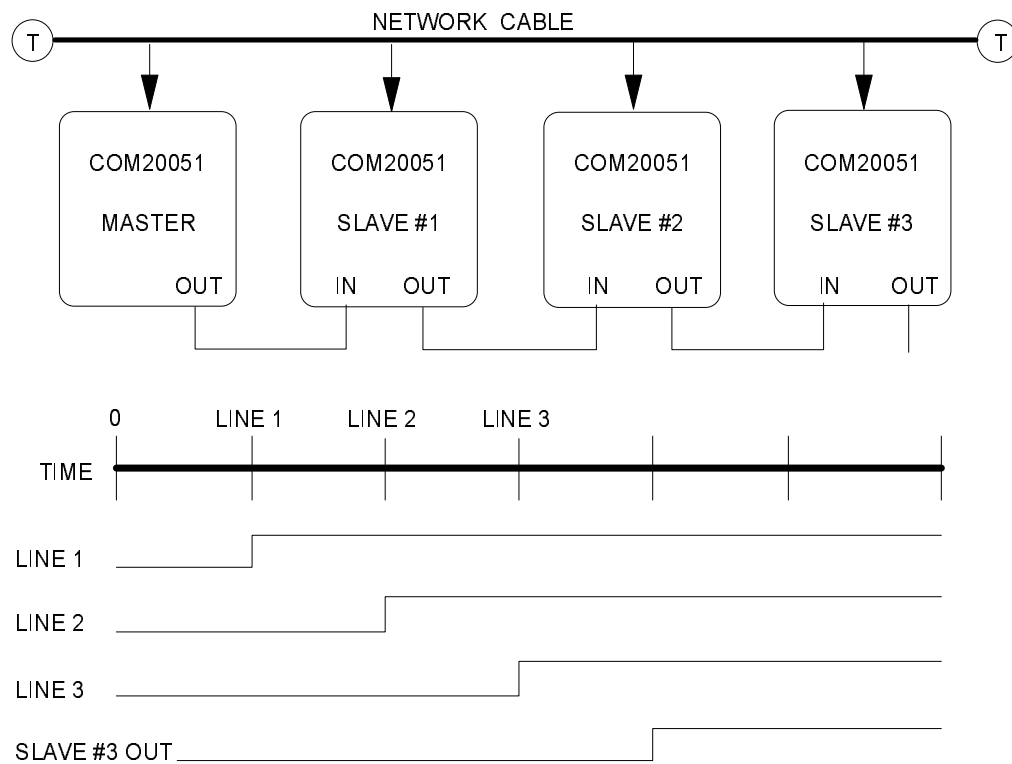 NETWORK CABLE
T T
COM20051 COM20051 COM20051 COM20051
MASTER SLAVE #1 SLAVE #2 SLAVE #3
OUT IN OUT IN OUT IN OUT
0 LINE 1 LINE 2 LINE 3
TIME
LINE 1
LINE 2
LINE 3
SLAVE #3 OUT